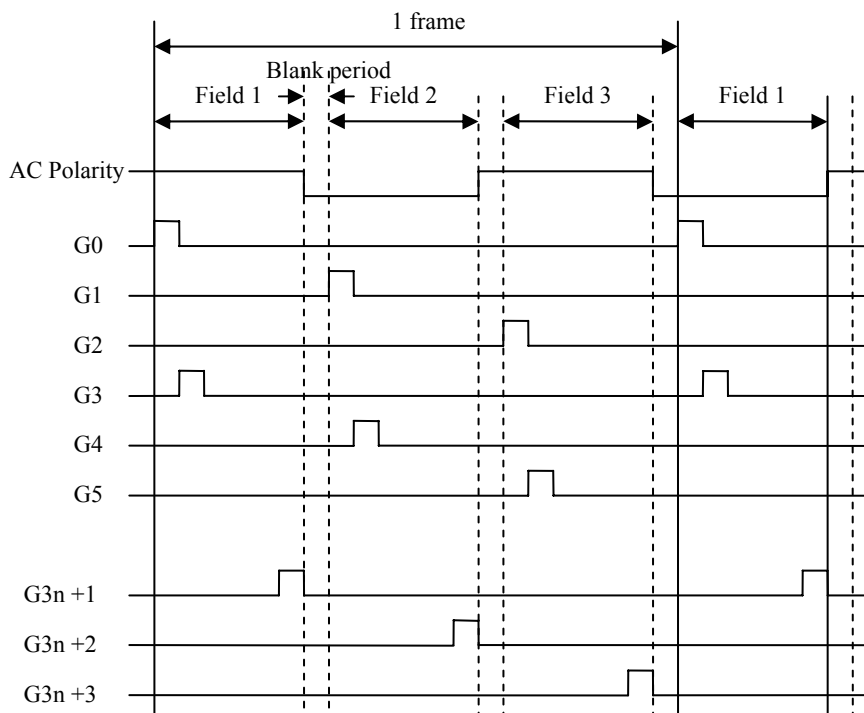 1 frame
Blank period
Field 1 Field 2 Field 3 Field 1
AC Polarity
G0
G1
G2
G3
G4
G5
G3n +1
G3n +2
G3n +3